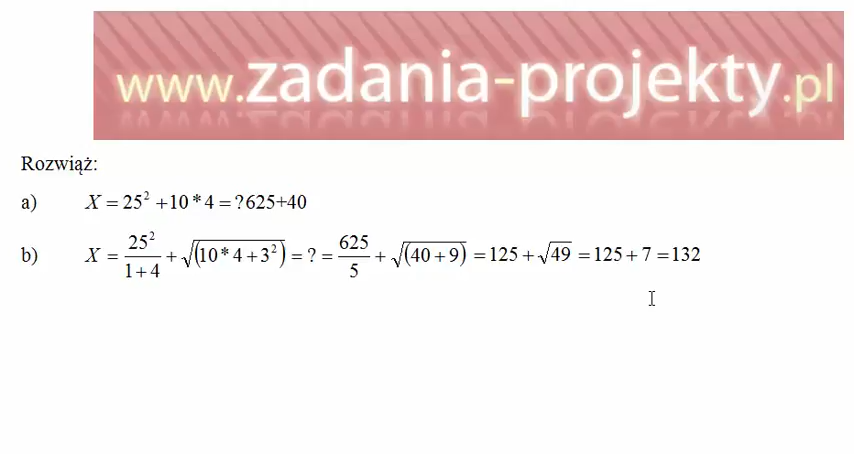 www.zadania-projekty.pl
Rozwiąż:
a) X = 25² + 10 * 4 = ?625+40
b) X = 25²/(1+4) + √(10 * 4 + 3²) = ? = 625/5 + √(40 + 9) = 125 + √49 = 125 + 7 = 132